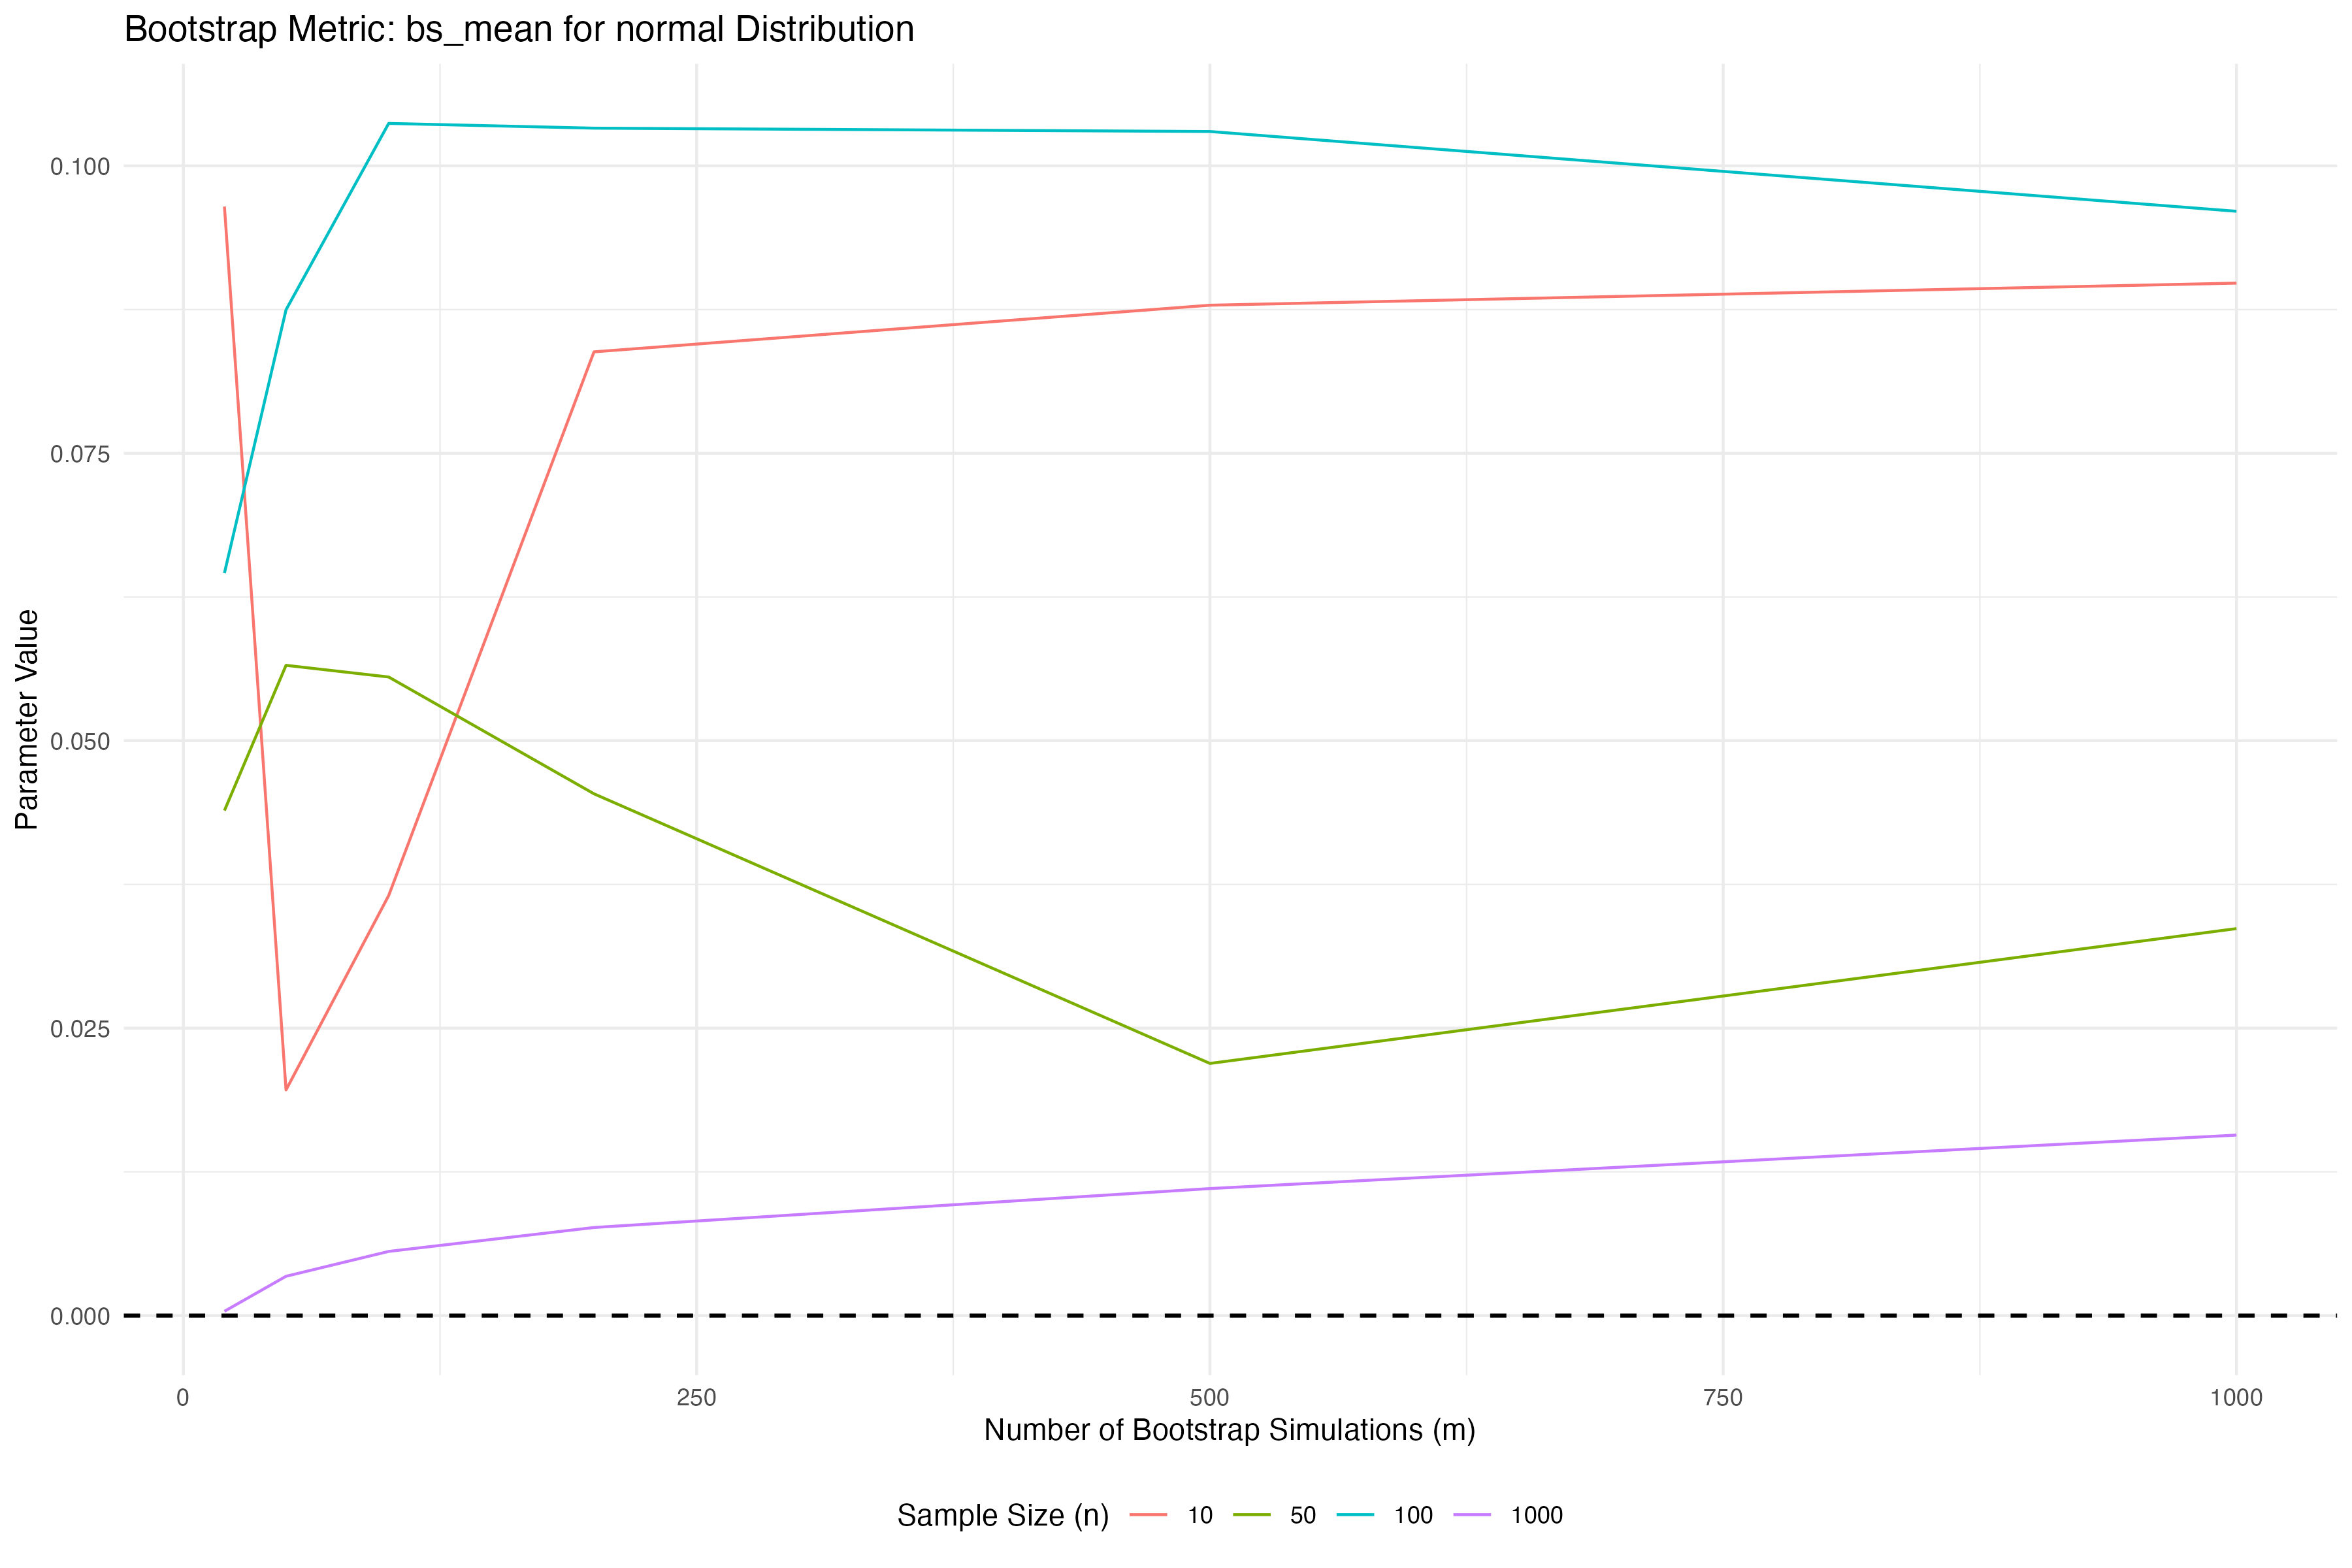 Bootstrap Metric: bs_mean for normal Distribution
Parameter Value
0.100
0.075
0.050
0.025
0.000
0 250 500 750 1000
Number of Bootstrap Simulations (m)
Sample Size (n) 10 50 100 1000